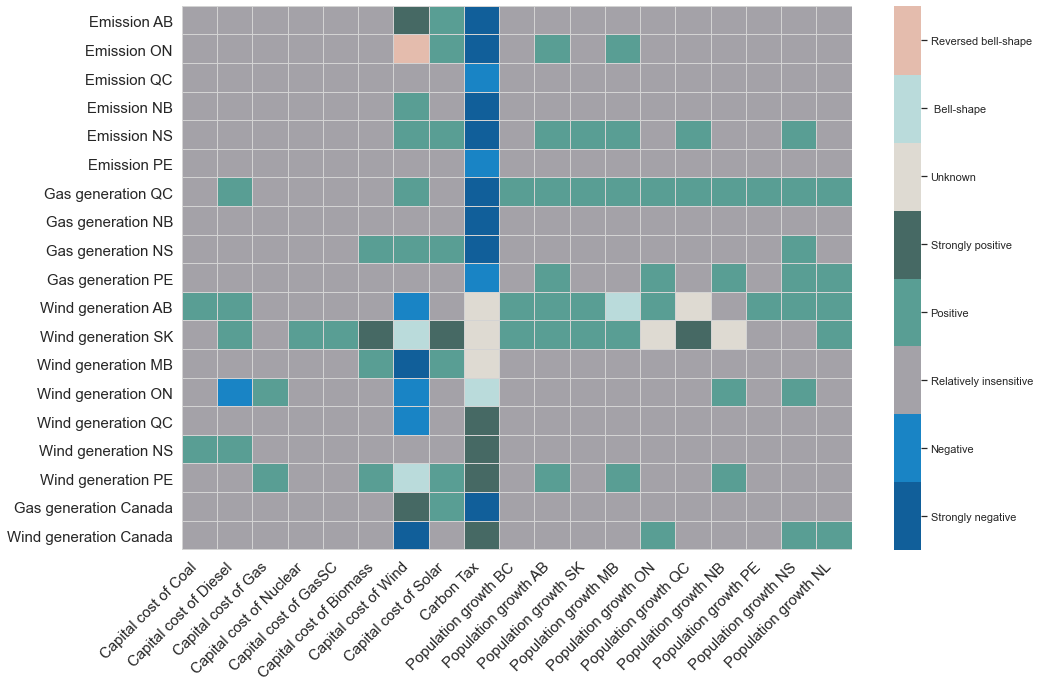 Emission AB
Emission ON
Emission QC
Emission NB
Emission NS
Emission PE
Gas generation QC
Gas generation NB
Gas generation NS
Gas generation PE
Wind generation AB
Wind generation SK
Wind generation MB
Wind generation ON
Wind generation QC
Wind generation NS
Wind generation PE
Gas generation Canada
Wind generation Canada
Capital cost of Coal
Capital cost of Diesel
Capital cost of Gas
Capital cost of Nuclear
Capital cost of GasSC
Capital cost of Biomass
Capital cost of Wind
Capital cost of Solar
Carbon Tax
Population growth BC
Population growth AB
Population growth SK
Population growth MB
Population growth ON
Population growth QC
Population growth NB
Population growth PE
Population growth NS
Population growth NL
Reversed bell-shape
Bell-shape
Unknown
Strongly positive
Positive
Relatively insensitive
Negative
Strongly negative